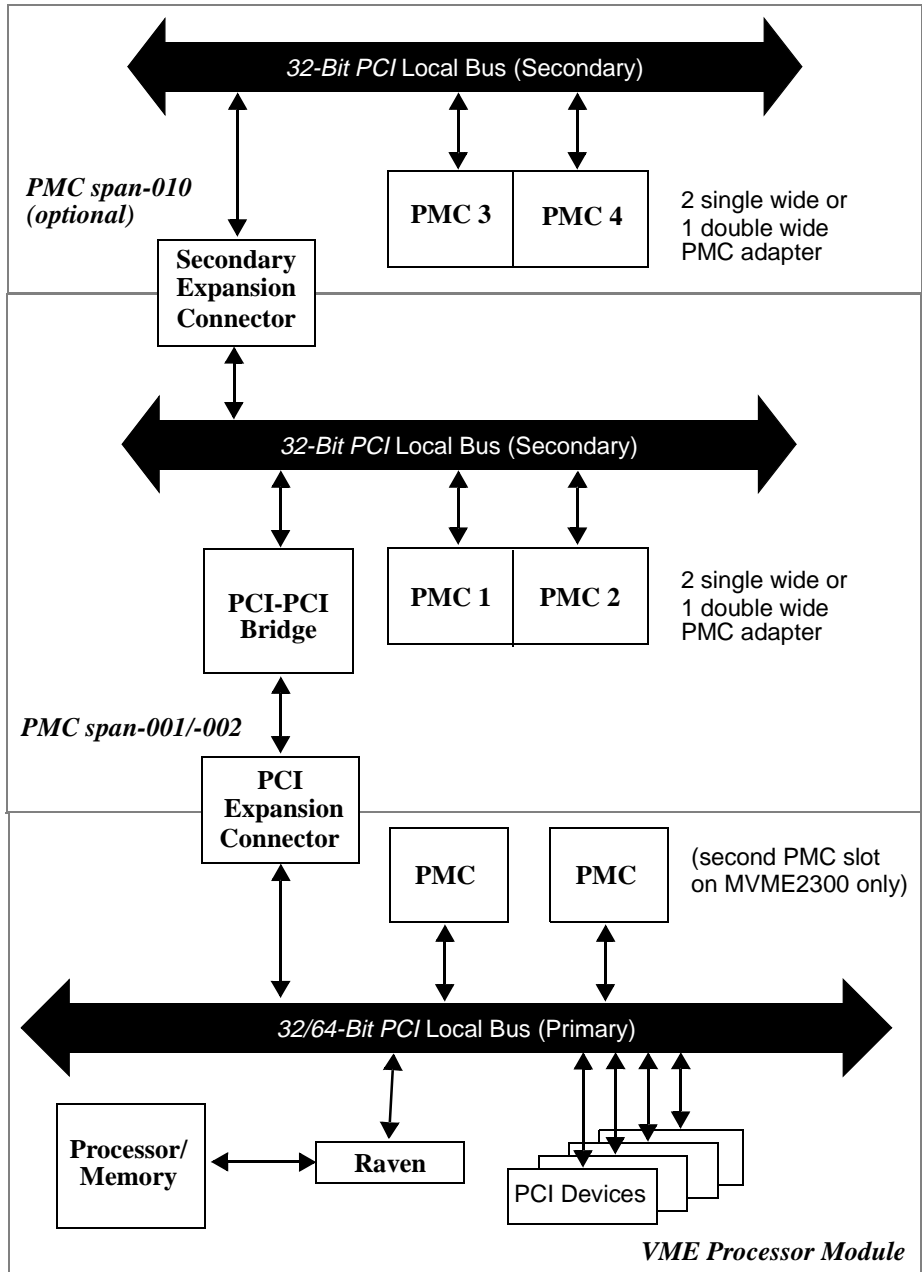 32-Bit PCI Local Bus (Secondary)
PMC span-010
(optional)
PMC 3
PMC 4
2 single wide or
1 double wide
PMC adapter
Secondary
Expansion
Connector
32-Bit PCI Local Bus (Secondary)
PCI-PCI
Bridge
PMC 1
PMC 2
2 single wide or
1 double wide
PMC adapter
PMC span-001/-002
PCI
Expansion
Connector
PMC
PMC
(second PMC slot
on MVME2300 only)
32/64-Bit PCI Local Bus (Primary)
Processor/
Memory
Raven
PCI Devices
VME Processor Module